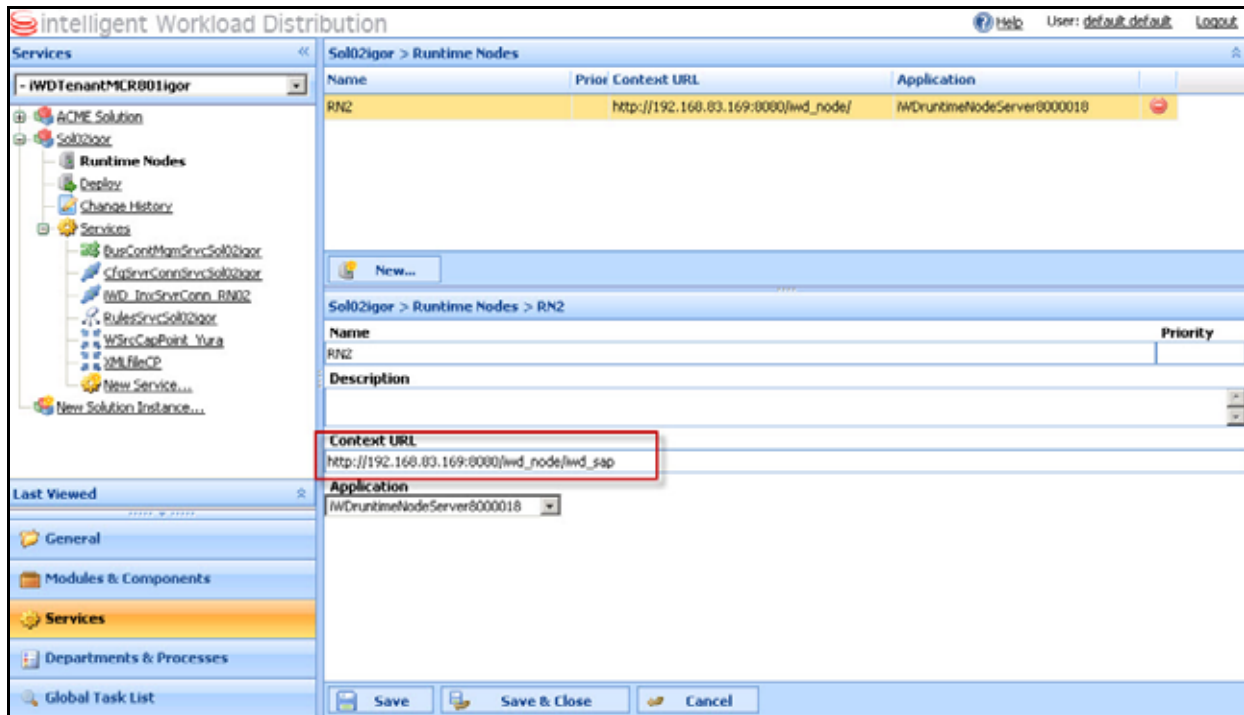 intelligent Workload Distribution
Help User: default.default Logout
Services
- iWDTenantMCR801igor
ACME Solution
Sol02igor
Runtime Nodes
Deploy
Change History
Services
BusContMgmSrvcSol02igor
CfgSrvrConnSrvcSol02igor
IWD_InxSrvrConn_RN02
RulesSrvcSol02igor
WSrcCapPoint_Yura
XMLfileCP
New Service...
New Solution Instance...
Last Viewed
General
Modules & Components
Services
Departments & Processes
Global Task List
Sol02igor > Runtime Nodes
Name Prior Context URL Application
RN2 http://192.168.83.169:8080/iwd_node/ iWDruntimeNodeServer8000018
New...
Sol02igor > Runtime Nodes > RN2
Name Priority
RN2
Description
Context URL
http://192.168.83.169:8080/iwd_node/iwd_sap
Application
iWDruntimeNodeServer8000018
Save Save & Close Cancel